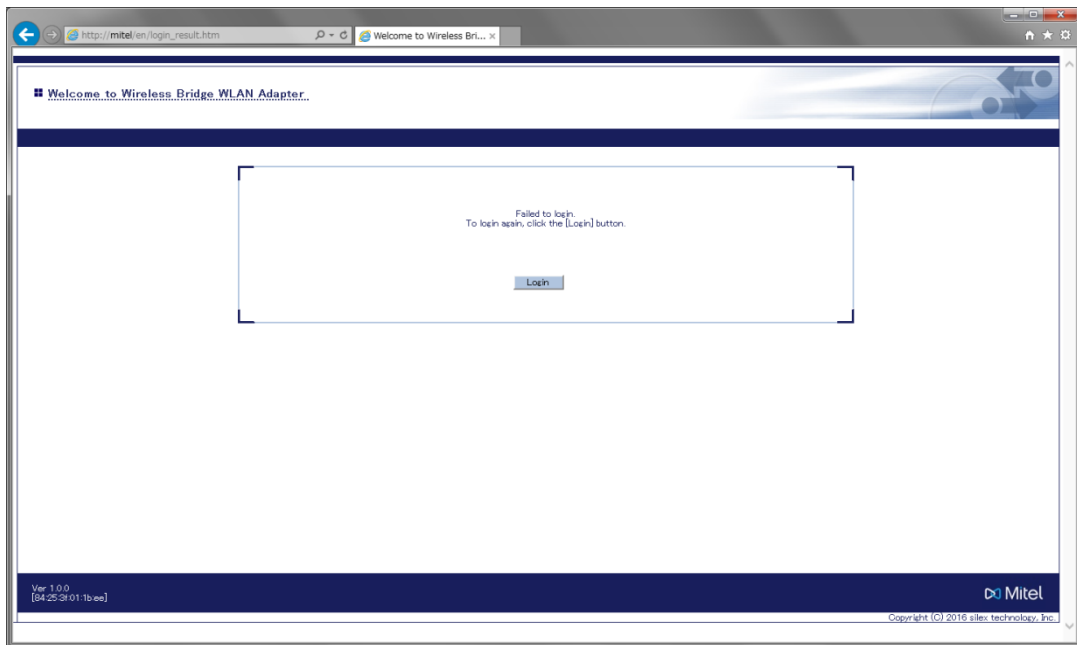 http://mitel/en/login_result.htm
Welcome to Wireless Bri...
Welcome to Wireless Bridge WLAN Adapter
Failed to login.
To login again, click the [Login] button.
Login
Ver 1.0.0
[84:25:3f:01:1b:ee]
Mitel
Copyright (C) 2016 silex technology, Inc.